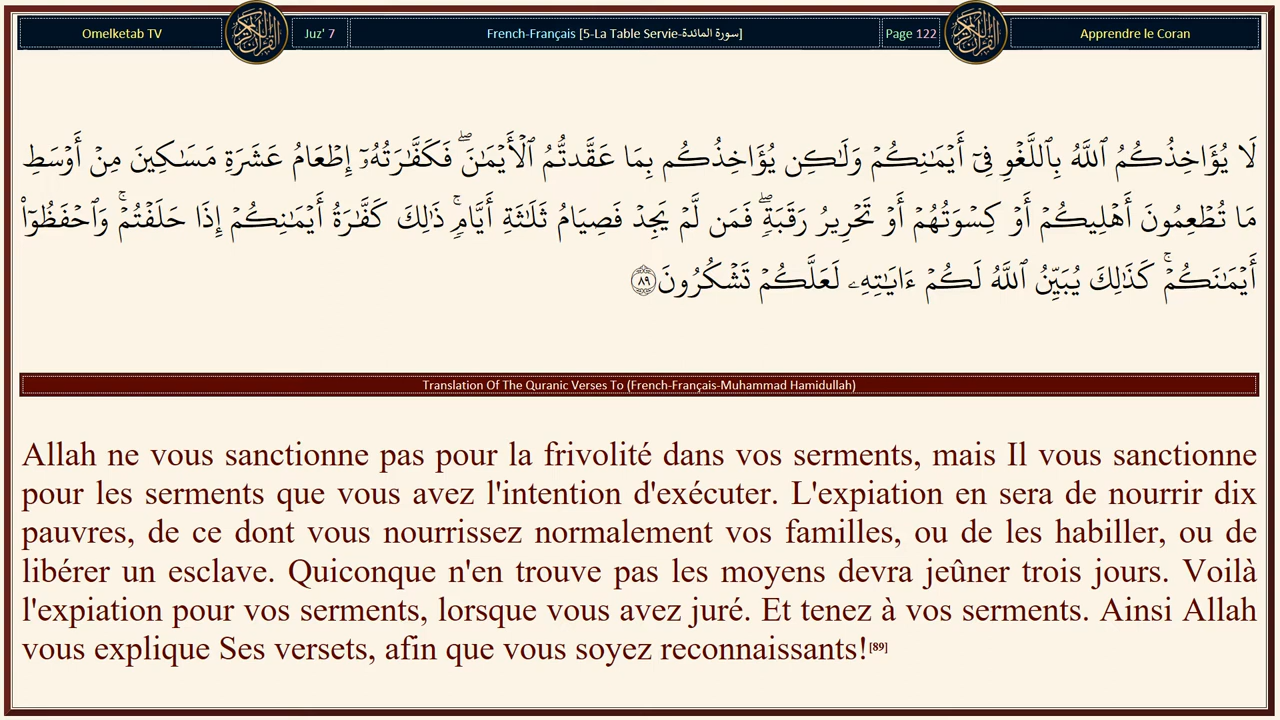 Omelketab TV
Juz' 7
French-Français [5-La Table Servie-سورة المائدة]
Page 122
Apprendre le Coran
لَا يُؤَاخِذُكُمُ ٱللَّهُ بِٱللَّغْوِ فِىٓ أَيْمَـٰنِكُمْ وَلَـٰكِن يُؤَاخِذُكُم بِمَا عَقَّدتُّمُ ٱلْأَيْمَـٰنَ ۖ فَكَفَّـٰرَتُهُۥٓ إِطْعَامُ عَشَرَةِ مَسَـٰكِينَ مِنْ أَوْسَطِ
مَا تُطْعِمُونَ أَهْلِيكُمْ أَوْ كِسْوَتُهُمْ أَوْ تَحْرِيرُ رَقَبَةٍ ۖ فَمَن لَّمْ يَجِدْ فَصِيَامُ ثَلَـٰثَةِ أَيَّامٍ ۚ ذَٰلِكَ كَفَّـٰرَةُ أَيْمَـٰنِكُمْ إِذَا حَلَفْتُمْ ۚ وَٱحْفَظُوٓا۟
أَيْمَـٰنَكُمْ ۚ كَذَٰلِكَ يُبَيِّنُ ٱللَّهُ لَكُمْ ءَايَـٰتِهِۦ لَعَلَّكُمْ تَشْكُرُونَ ٨٩
Translation Of The Quranic Verses To (French-Français-Muhammad Hamidullah)
Allah ne vous sanctionne pas pour la frivolité dans vos serments, mais Il vous sanctionne
pour les serments que vous avez l'intention d'exécuter. L'expiation en sera de nourrir dix
pauvres, de ce dont vous nourrissez normalement vos familles, ou de les habiller, ou de
libérer un esclave. Quiconque n'en trouve pas les moyens devra jeûner trois jours. Voilà
l'expiation pour vos serments, lorsque vous avez juré. Et tenez à vos serments. Ainsi Allah
vous explique Ses versets, afin que vous soyez reconnaissants![89]